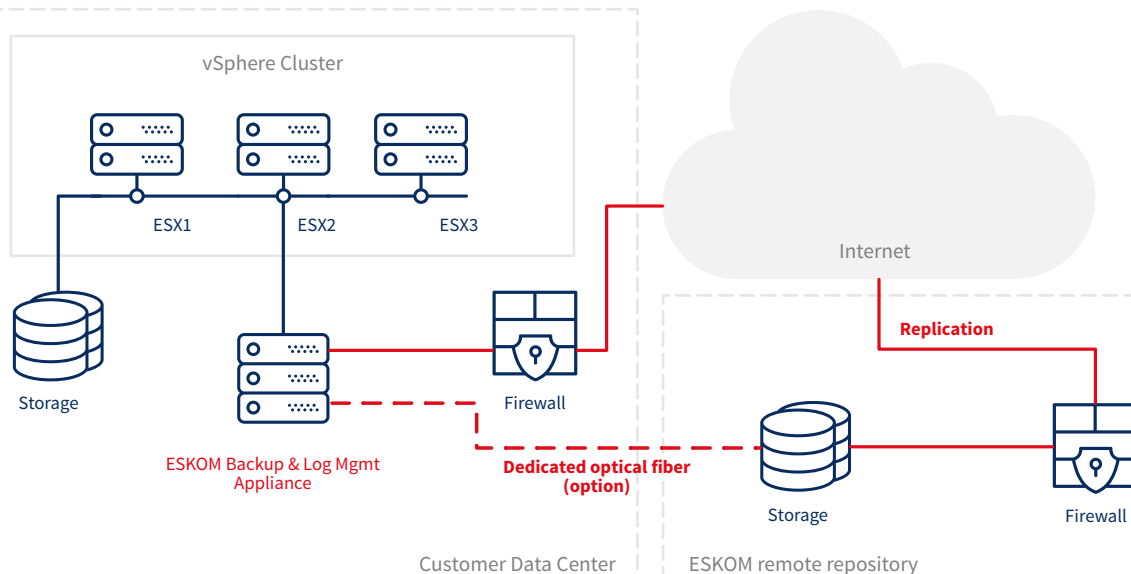 vSphere Cluster
ESX1
ESX2
ESX3
Internet
Replication
Storage
Firewall
ESKOM Backup & Log Mgmt
Appliance
Dedicated optical fiber
(option)
Storage
Firewall
Customer Data Center
ESKOM remote repository